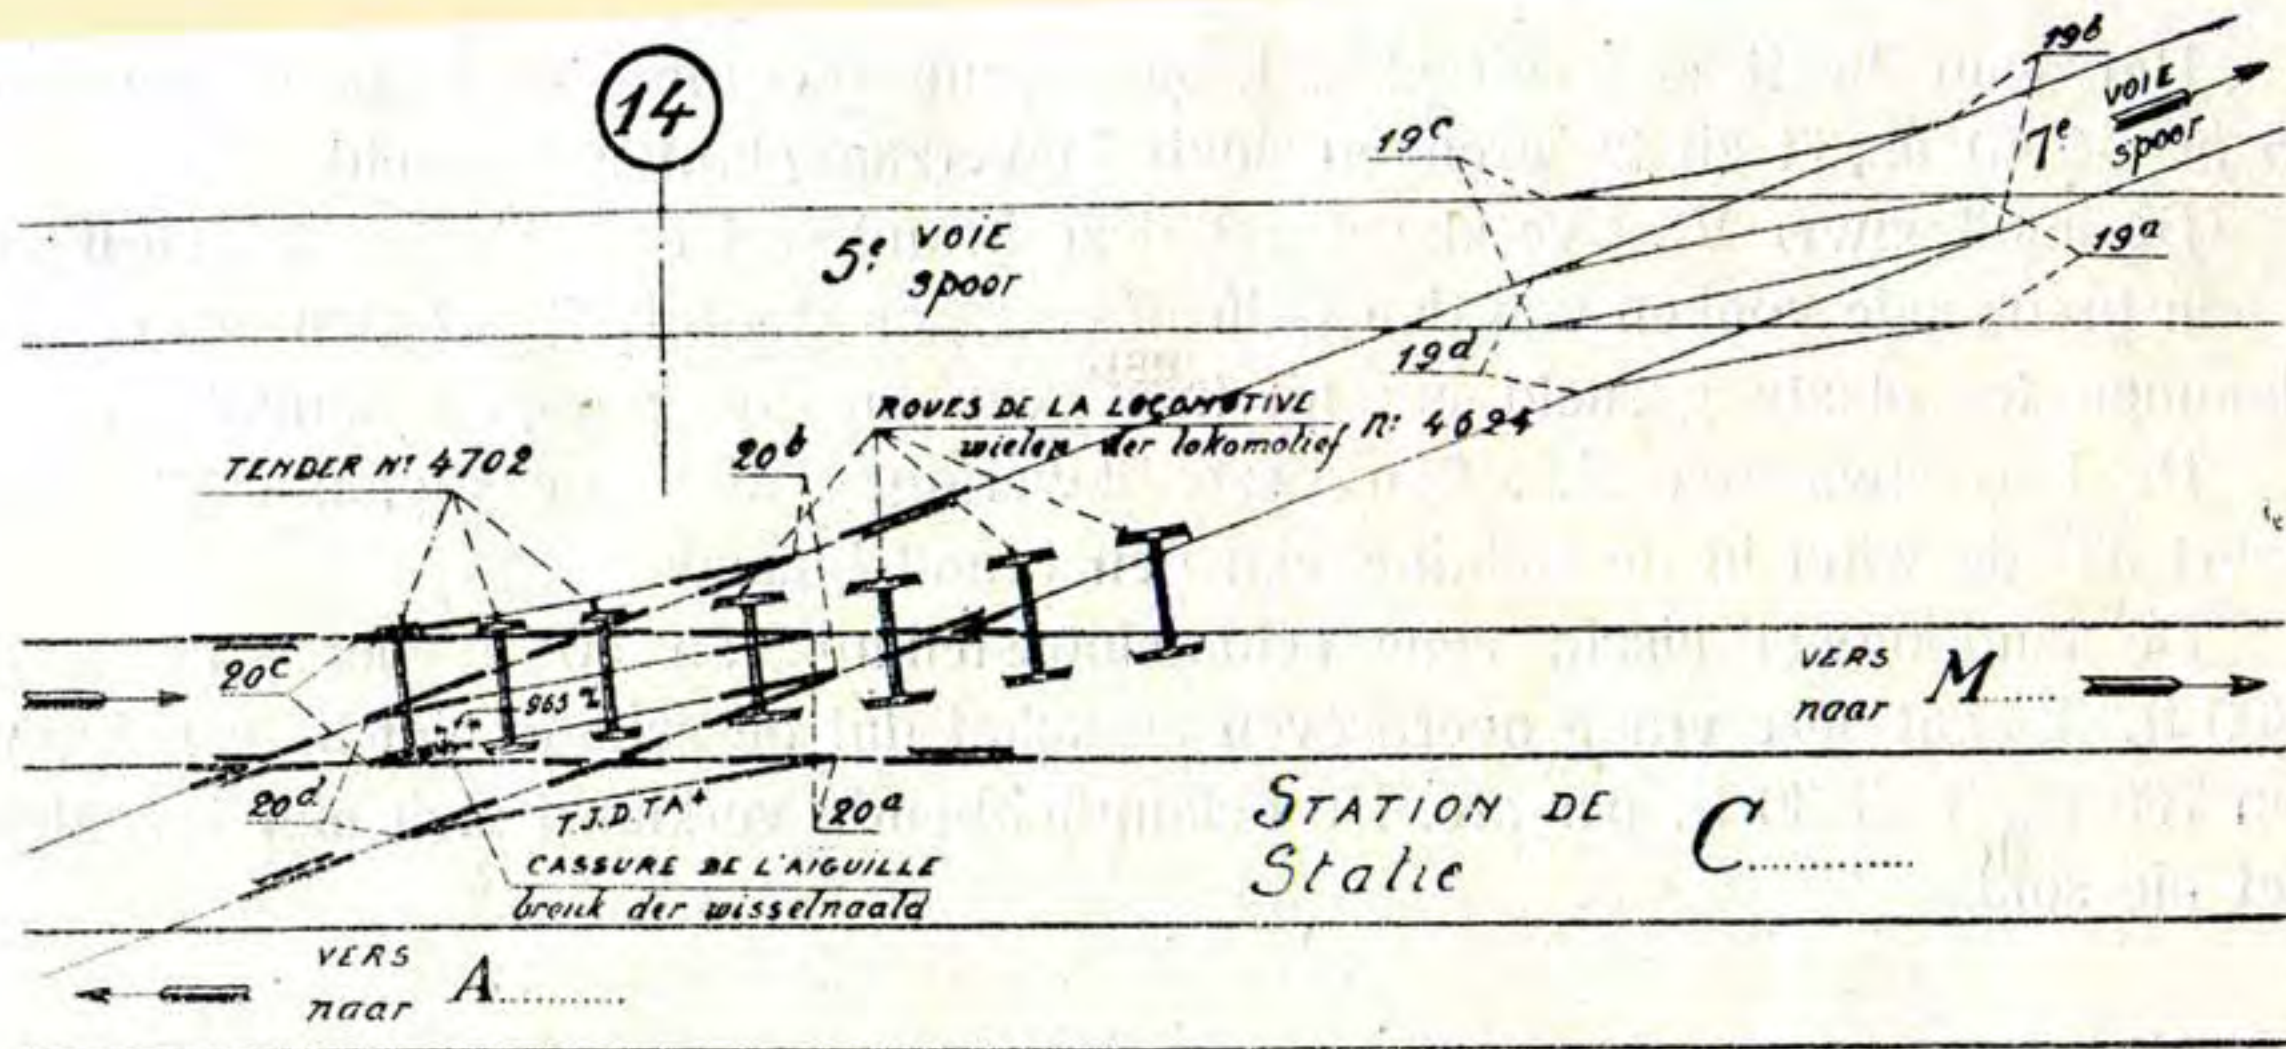 14
19b
VOIE
7e spoor
19c
19a
5e VOIE
spoor
19d
ROUES DE LA LOCOMOTIVE
wielen der lokomotief Nr 4624
TENDER Nr 4702
20b
20c
963
20d
T.J.D. TA4
20a
CASSURE DE L'AIGUILLE
breuk der wisselnaald
VERS
naar M..........
STATION DE
Statie C..............
VERS
naar A..............